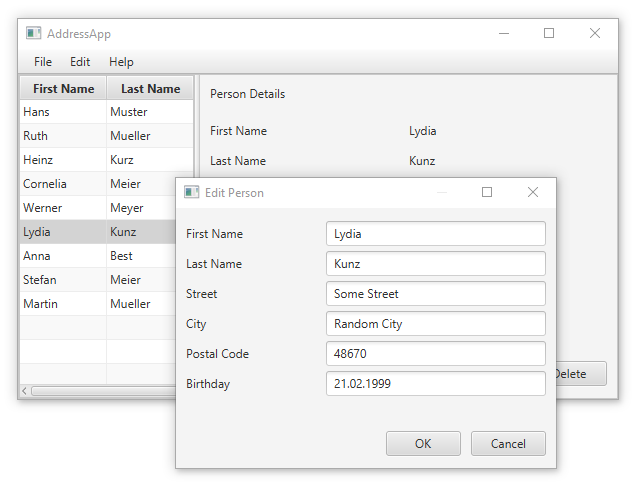 AddressApp
File Edit Help
First Name Last Name
Hans Muster
Ruth Mueller
Heinz Kurz
Cornelia Meier
Werner Meyer
Lydia Kunz
Anna Best
Stefan Meier
Martin Mueller
Person Details
First Name Lydia
Last Name Kunz
Delete
Edit Person
First Name Lydia
Last Name Kunz
Street Some Street
City Random City
Postal Code 48670
Birthday 21.02.1999
OK Cancel